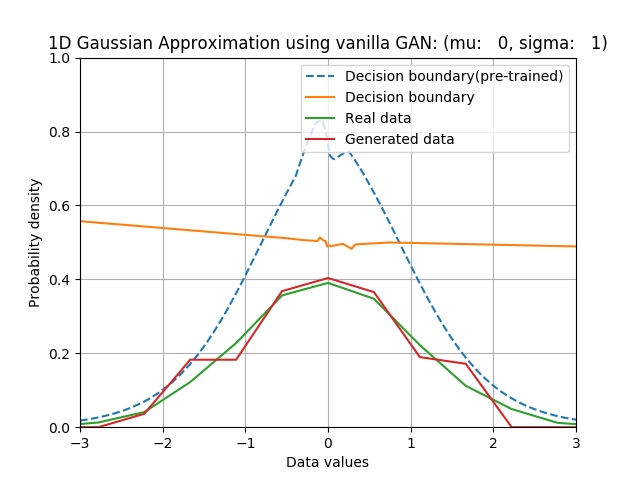 1D Gaussian Approximation using vanilla GAN: (mu:   0, sigma:   1)
Decision boundary(pre-trained)
Decision boundary
Real data
Generated data
Probability density
1.0
0.8
0.6
0.4
0.2
0.0
−3 −2 −1 0 1 2 3
Data values